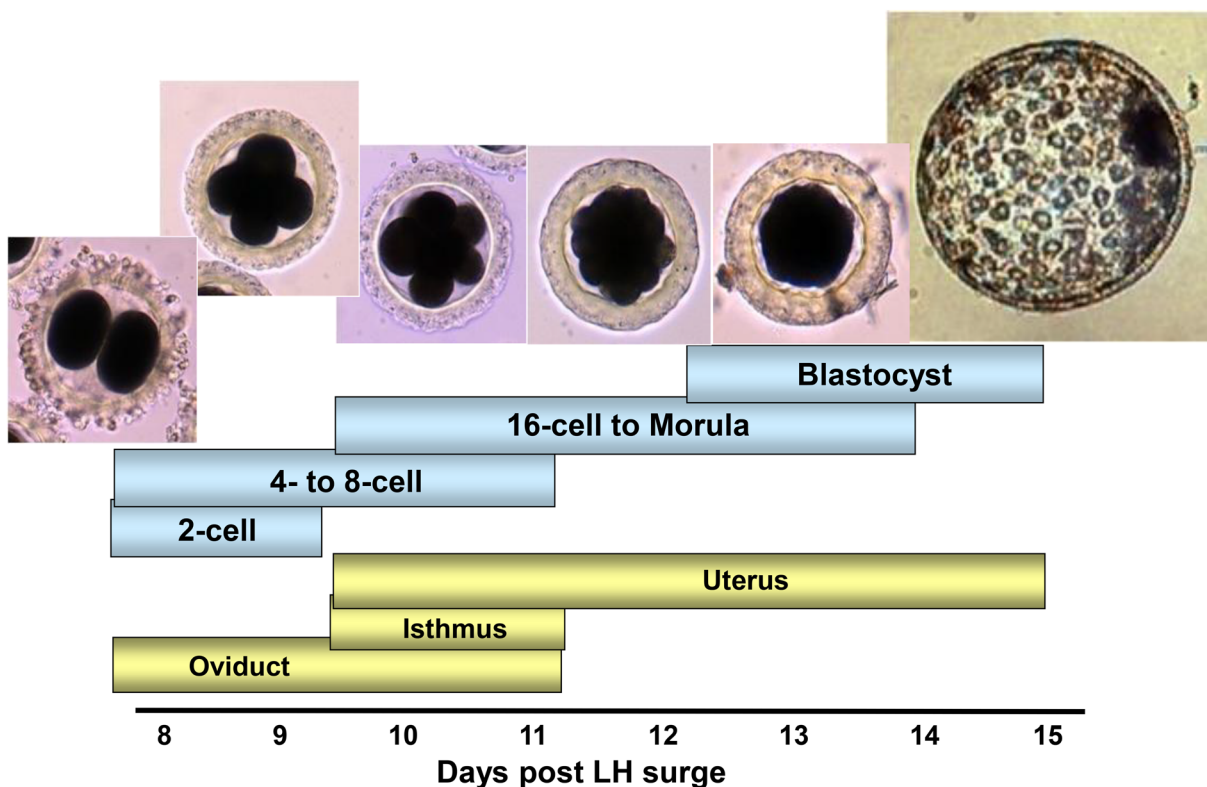 Blastocyst
16-cell to Morula
4- to 8-cell
2-cell
Uterus
Isthmus
Oviduct
8 9 10 11 12 13 14 15
Days post LH surge